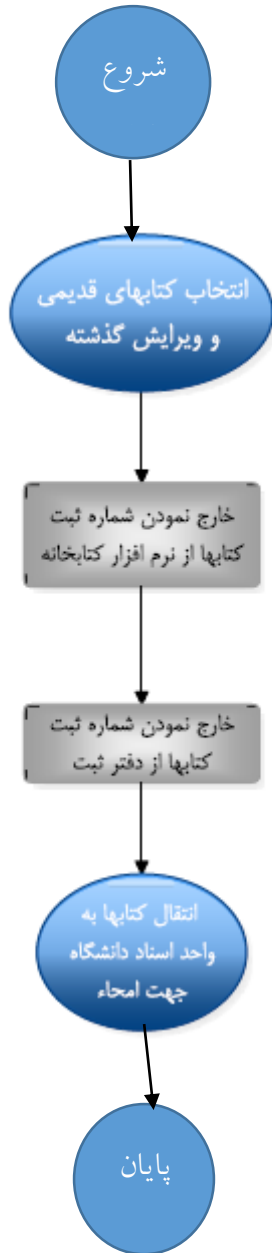 شروع
انتخاب کتابهای قدیمی
و ویرایش گذشته
خارج نمودن شماره ثبت
کتابها از نرم افزار کتابخانه
خارج نمودن شماره ثبت
کتابها از دفتر ثبت
انتقال کتابها به
واحد اسناد دانشگاه
جهت امحاء
پایان